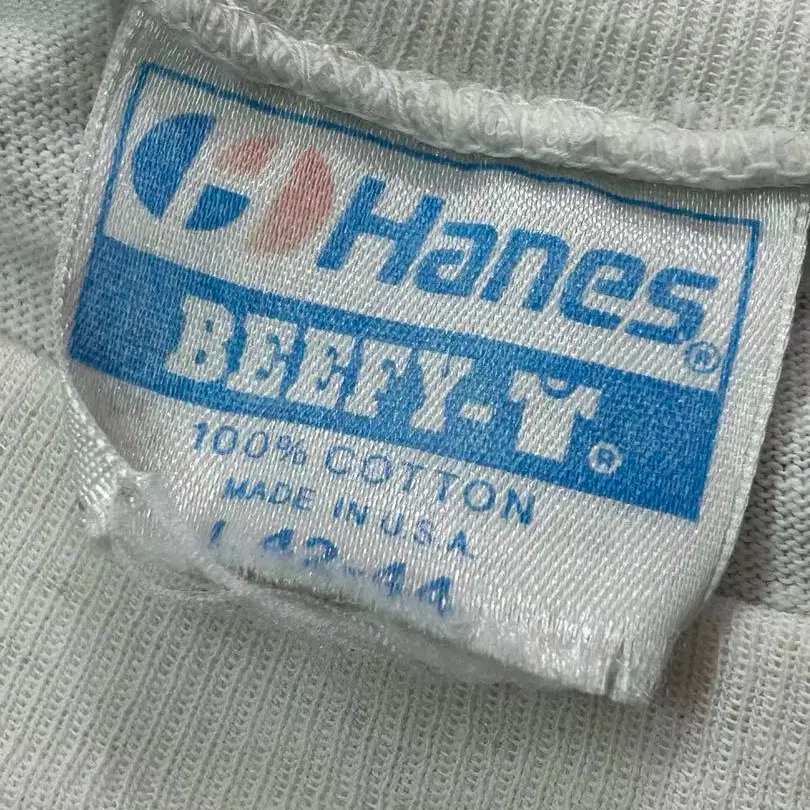 Hanes®
BEEFY-T®
100% COTTON
MADE IN U.S.A.
L 42-44